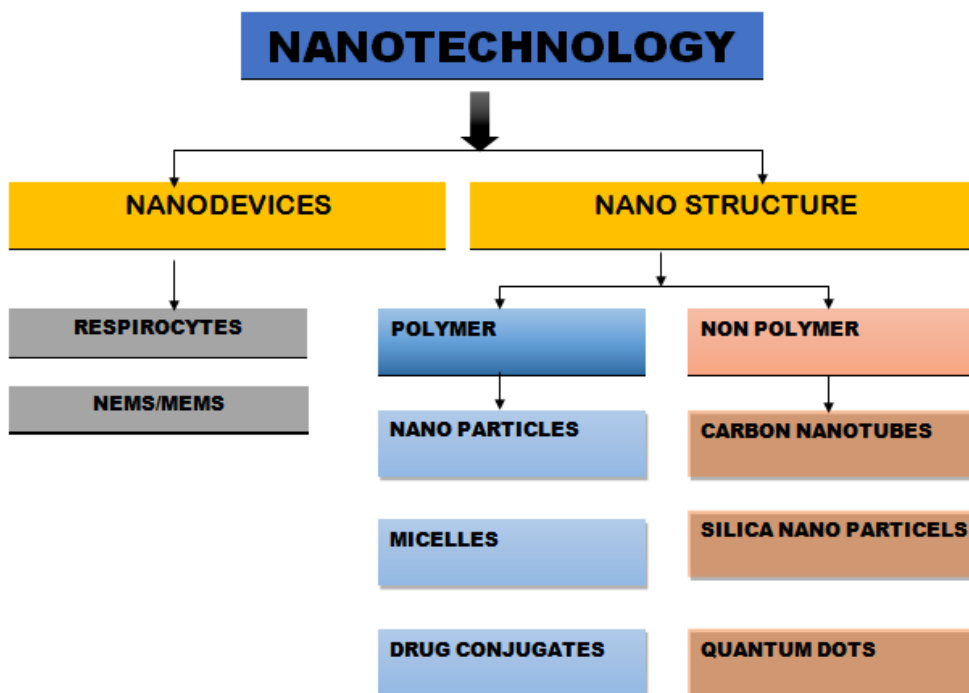 NANOTECHNOLOGY
NANODEVICES
NANO STRUCTURE
RESPIROCYTES
POLYMER
NON POLYMER
NEMS/MEMS
NANO PARTICLES
CARBON NANOTUBES
MICELLES
SILICA NANO PARTICELS
DRUG CONJUGATES
QUANTUM DOTS